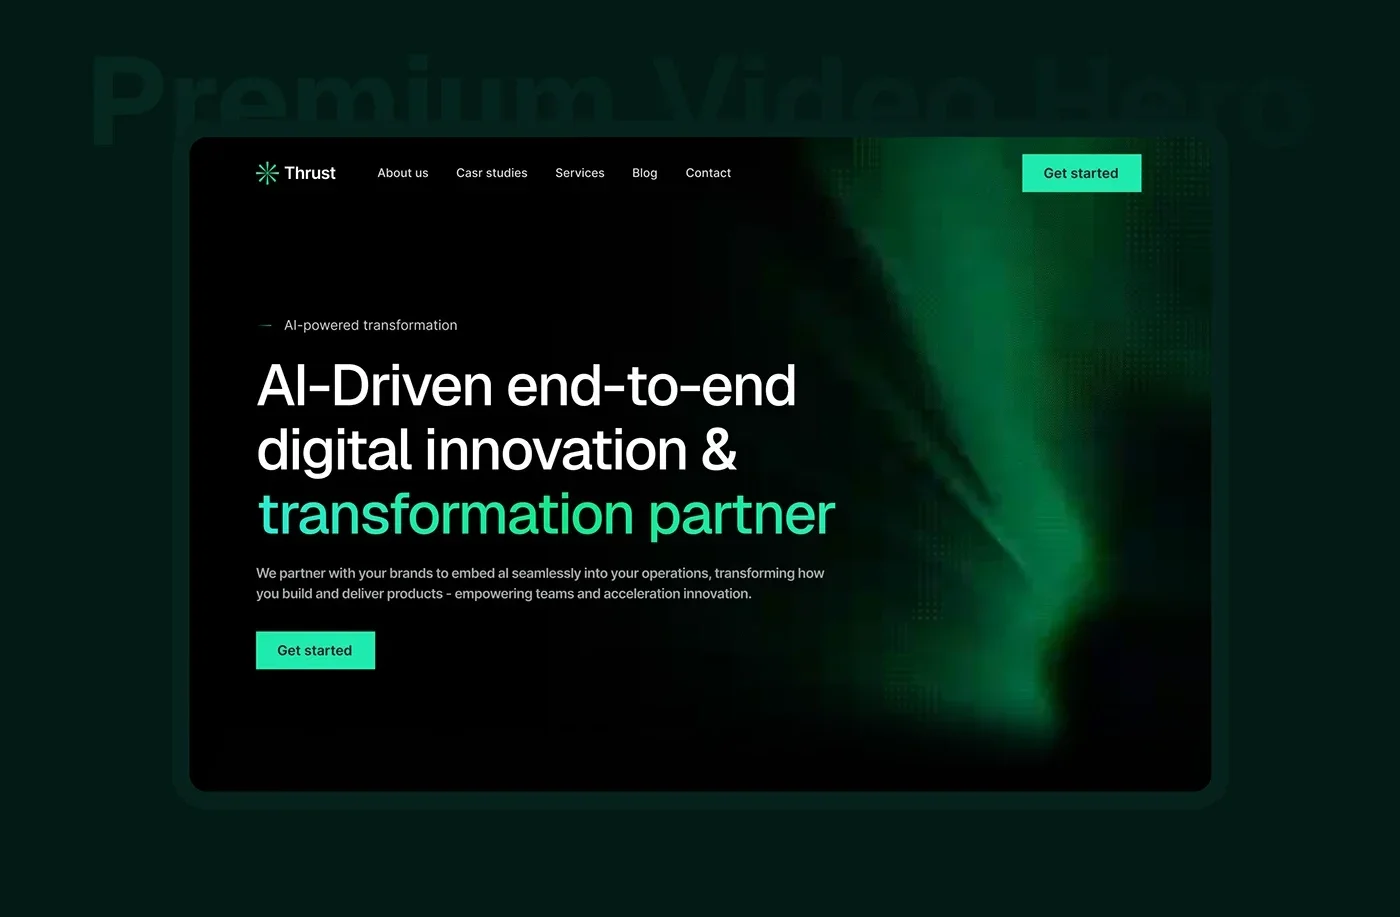 Premium Video Hero
Thrust
About us
Casr studies
Services
Blog
Contact
Get started
AI-powered transformation
AI-Driven end-to-end
digital innovation &
transformation partner
We partner with your brands to embed al seamlessly into your operations, transforming how
you build and deliver products - empowering teams and acceleration innovation.
Get started